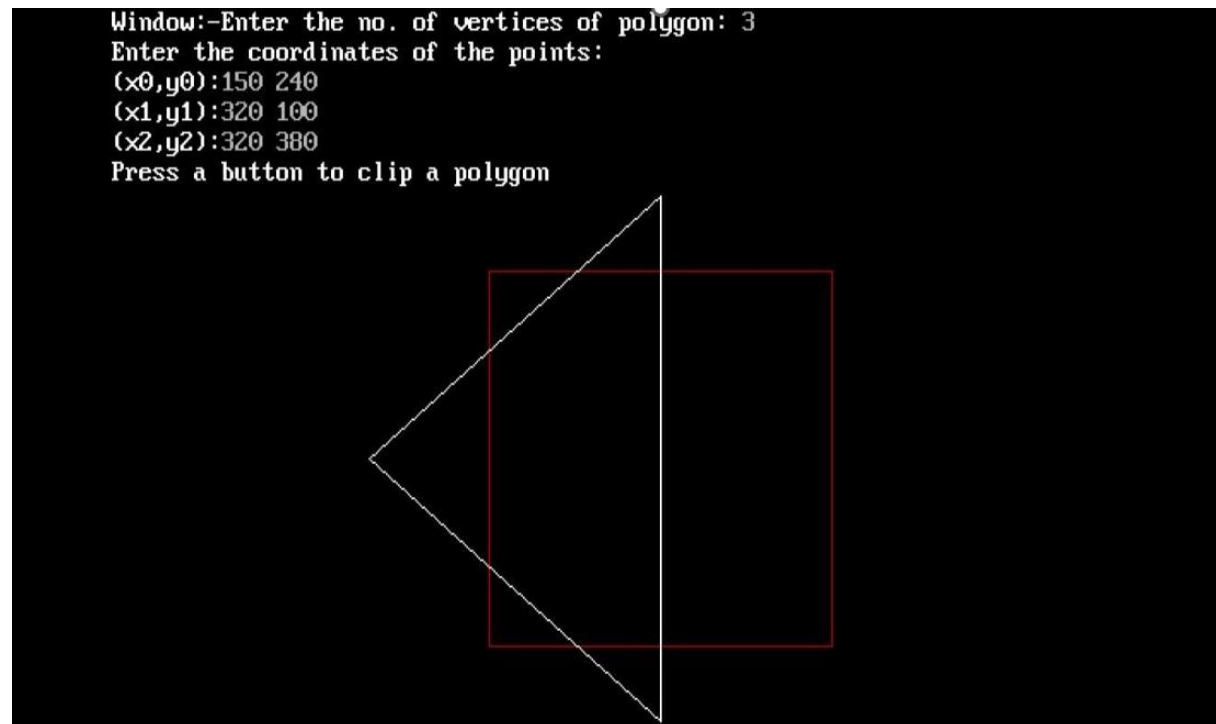 Window:-Enter the no. of vertices of polygon: 3
Enter the coordinates of the points:
(x0,y0):150 240
(x1,y1):320 100
(x2,y2):320 380
Press a button to clip a polygon